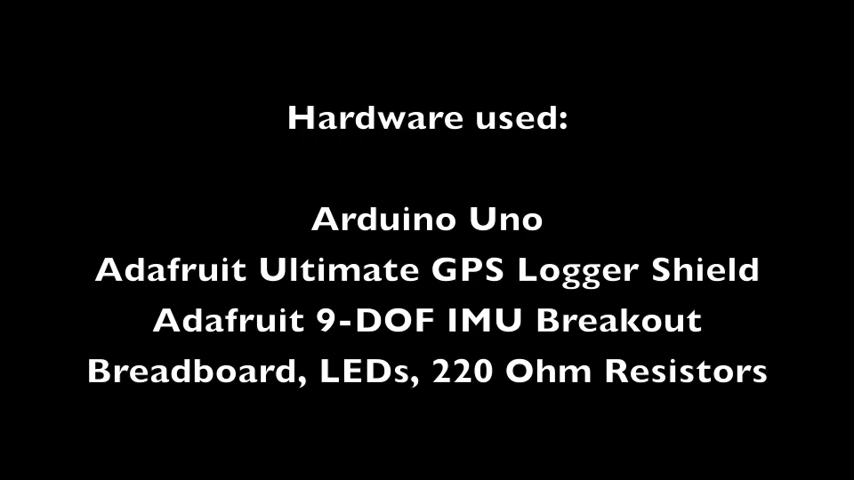 Hardware used:
Arduino Uno
Adafruit Ultimate GPS Logger Shield
Adafruit 9-DOF IMU Breakout
Breadboard, LEDs, 220 Ohm Resistors